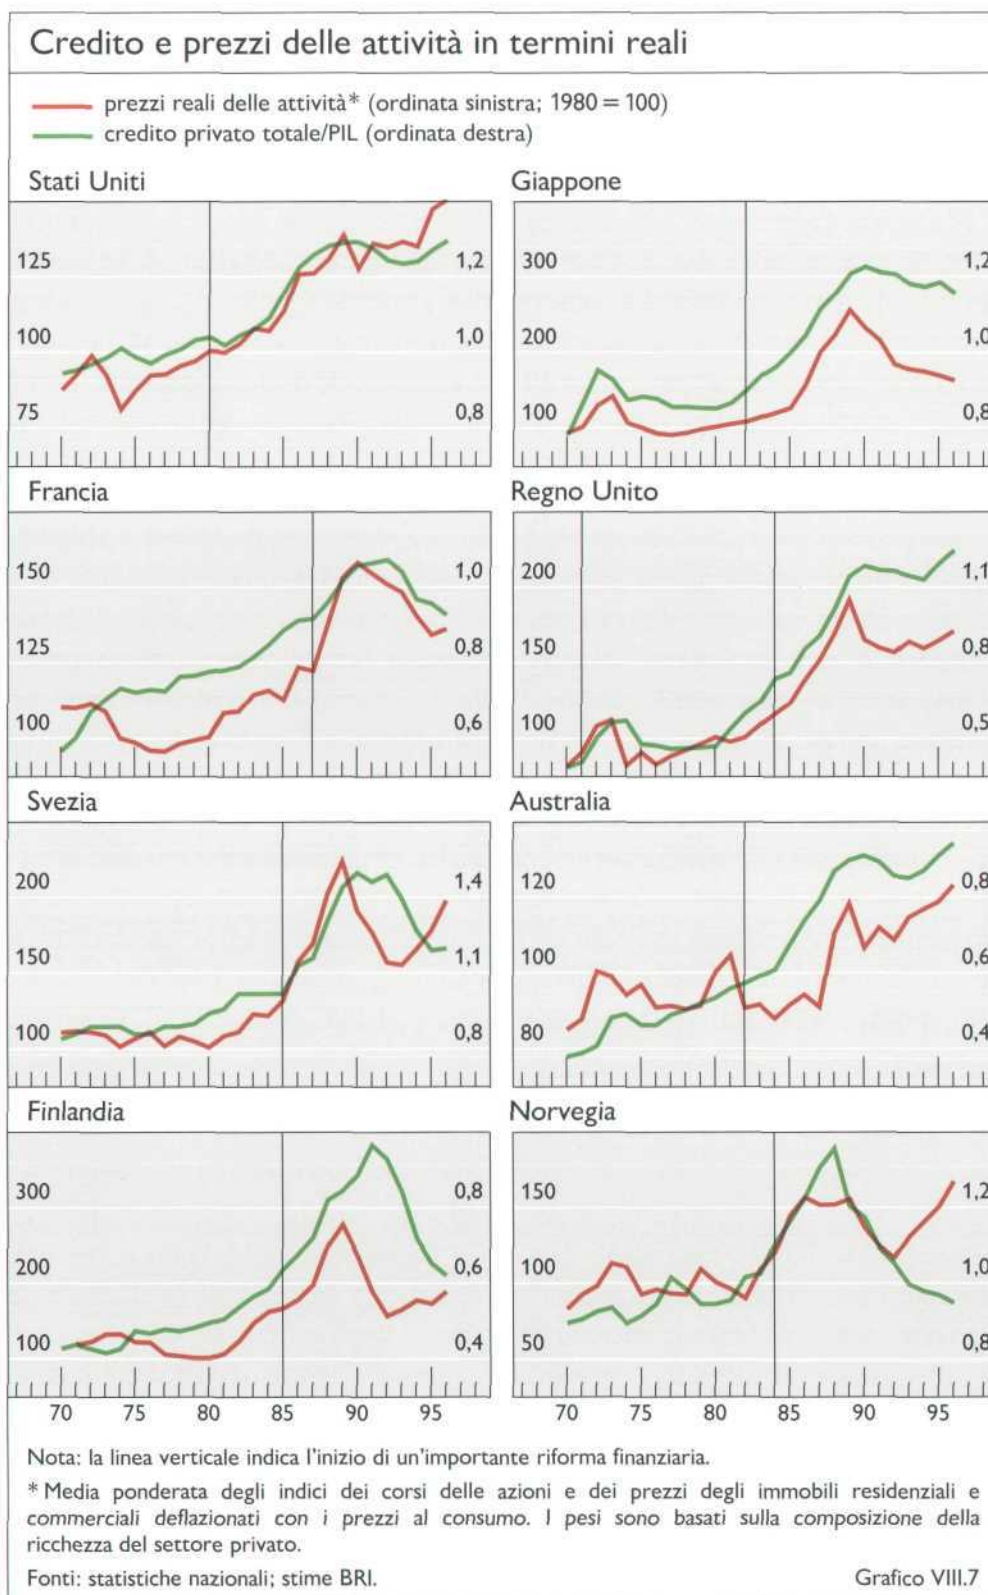 Credito e prezzi delle attività in termini reali
prezzi reali delle attività* (ordinata sinistra; 1980 = 100)
credito privato totale/PIL (ordinata destra)
Stati Uniti
125
100
75
1,2
1,0
0,8
Giappone
300
200
100
1,2
1,0
0,8
Francia
150
125
100
1,0
0,8
0,6
Regno Unito
200
150
100
1,1
0,8
0,5
Svezia
200
150
100
1,4
1,1
0,8
Australia
120
100
80
0,8
0,6
0,4
Finlandia
300
200
100
0,8
0,6
0,4
70 75 80 85 90 95
Norvegia
150
100
50
1,2
1,0
0,8
70 75 80 85 90 95
Nota: la linea verticale indica l'inizio di un'importante riforma finanziaria.
* Media ponderata degli indici dei corsi delle azioni e dei prezzi degli immobili residenziali e
commerciali deflazionati con i prezzi al consumo. I pesi sono basati sulla composizione della
ricchezza del settore privato.
Fonti: statistiche nazionali; stime BRI. Grafico VIII.7